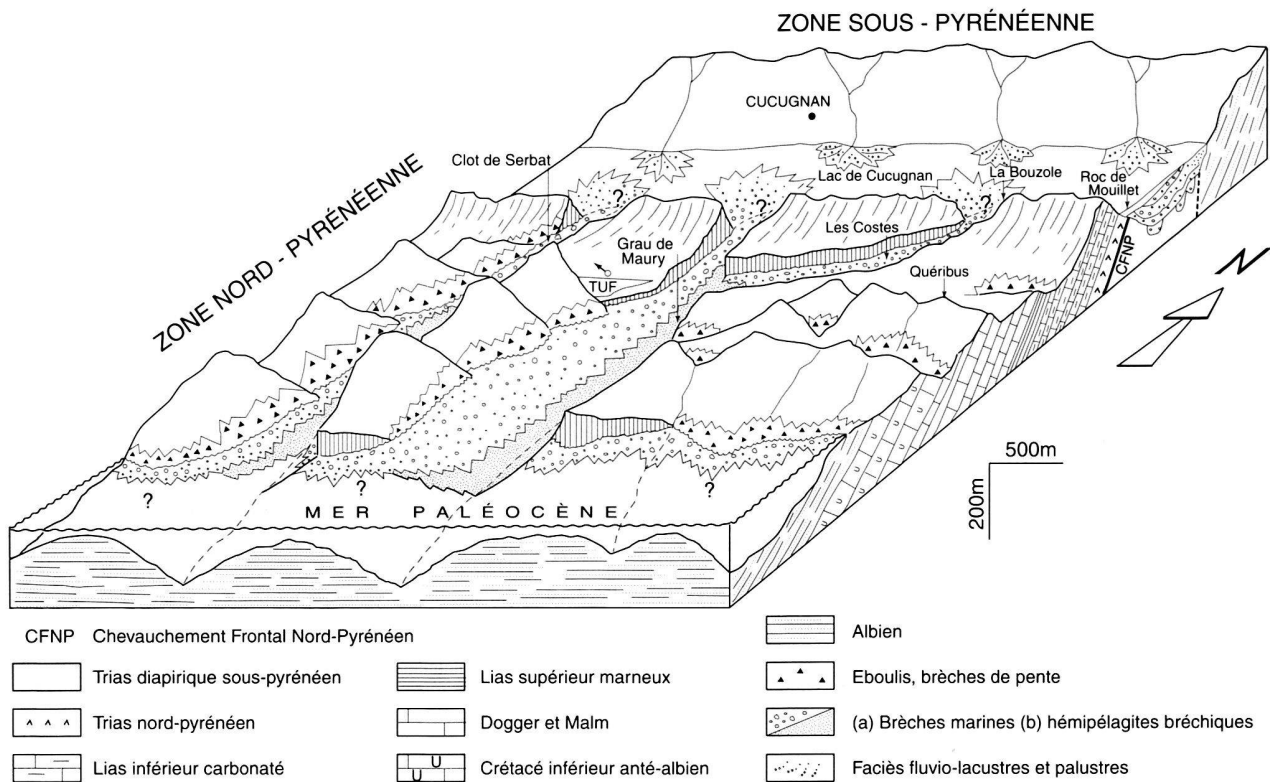 ZONE SOUS - PYRÉNÉENNE
CUCUGNAN
ZONE NORD - PYRÉNÉENNE
Clot de Serbat
Lac de Cucugnan
La Bouzole
Roc de
Mouillet
?
?
?
Les Costes
Grau de
Maury
TUF
Quéribus
CFNP
N
500m
200m
?
?
?
MER PALÉOCÈNE
CFNP Chevauchement Frontal Nord-Pyrénéen
Trias diapirique sous-pyrénéen
Trias nord-pyrénéen
Lias inférieur carbonaté
Lias supérieur marneux
Dogger et Malm
Crétacé inférieur anté-albien
Albien
Eboulis, brèches de pente
(a) Brèches marines (b) hémipélagites bréchiques
Faciès fluvio-lacustres et palustres